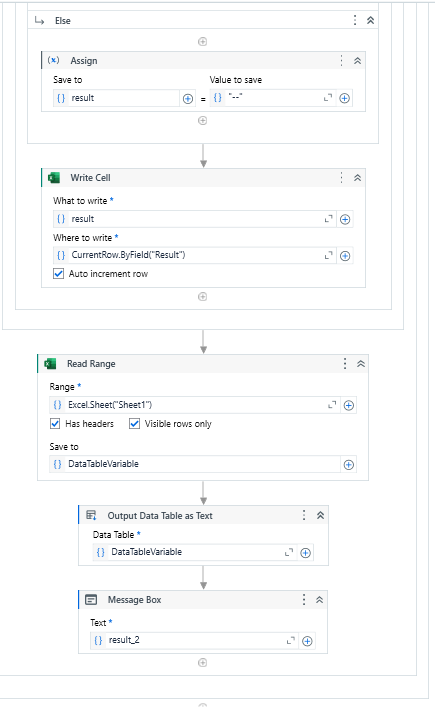 Else
(x) Assign
Save to Value to save
{} result = {} "--"
Write Cell
What to write *
{} result
Where to write *
{} CurrentRow.ByField("Result")
Auto increment row
Read Range
Range *
{} Excel.Sheet("Sheet1")
Has headers Visible rows only
Save to
{} DataTableVariable
Output Data Table as Text
Data Table *
{} DataTableVariable
Message Box
Text *
{} result_2